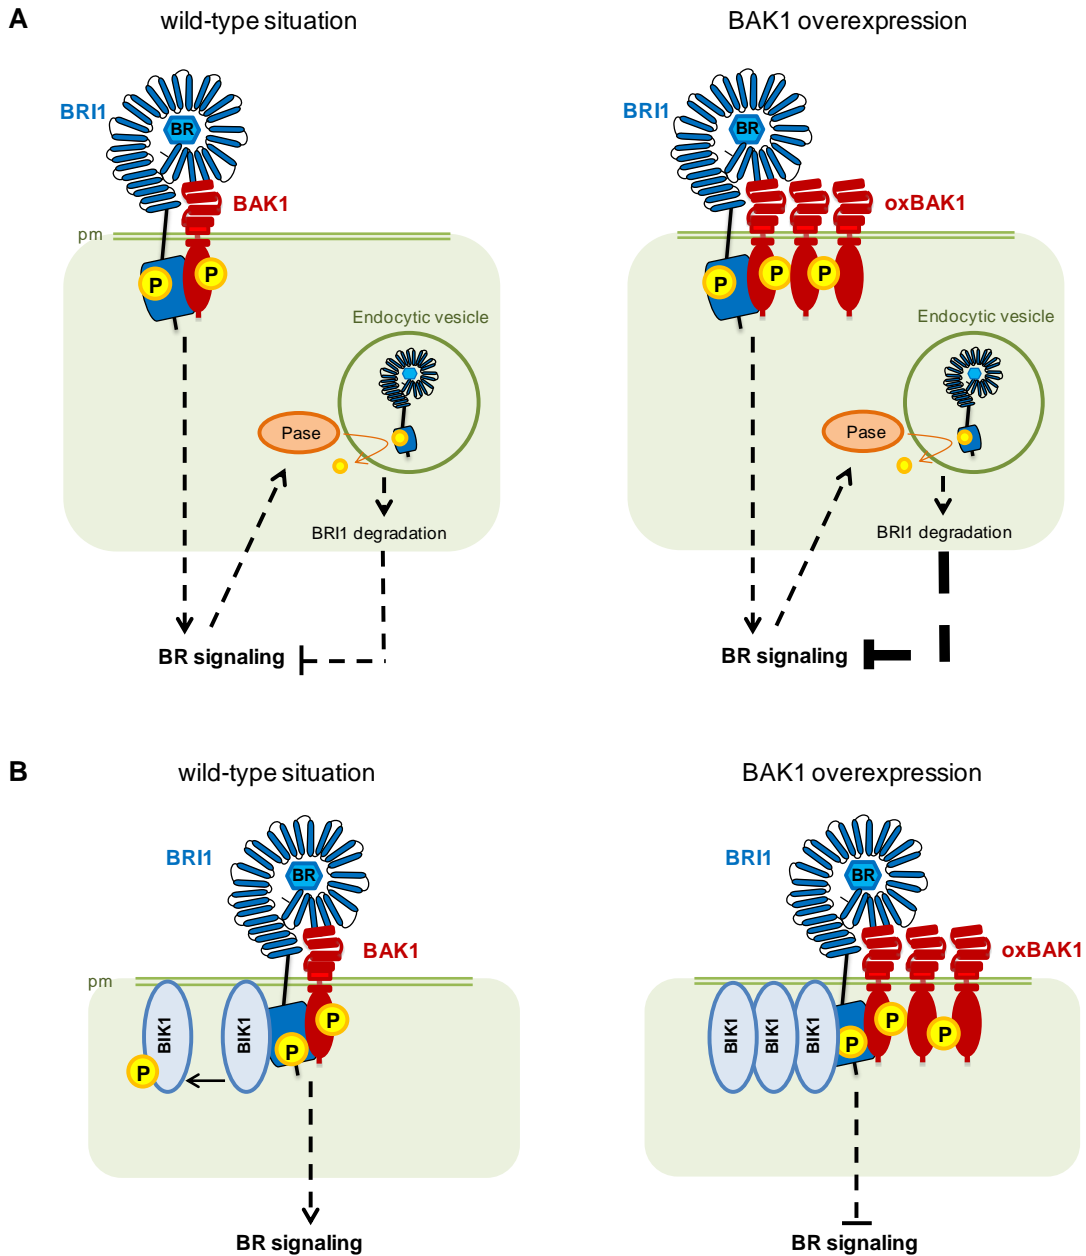 A
wild-type situation
BAK1 overexpression
BRI1
BR
BAK1
pm
P
P
Endocytic vesicle
Pase
BRI1 degradation
BR signaling
BRI1
BR
oxBAK1
P
P
P
Endocytic vesicle
Pase
BRI1 degradation
BR signaling
B
wild-type situation
BAK1 overexpression
BRI1
BR
BAK1
pm
BIK1
BIK1
P
P
P
BR signaling
BRI1
BR
oxBAK1
BIK1
BIK1
BIK1
P
P
P
BR signaling